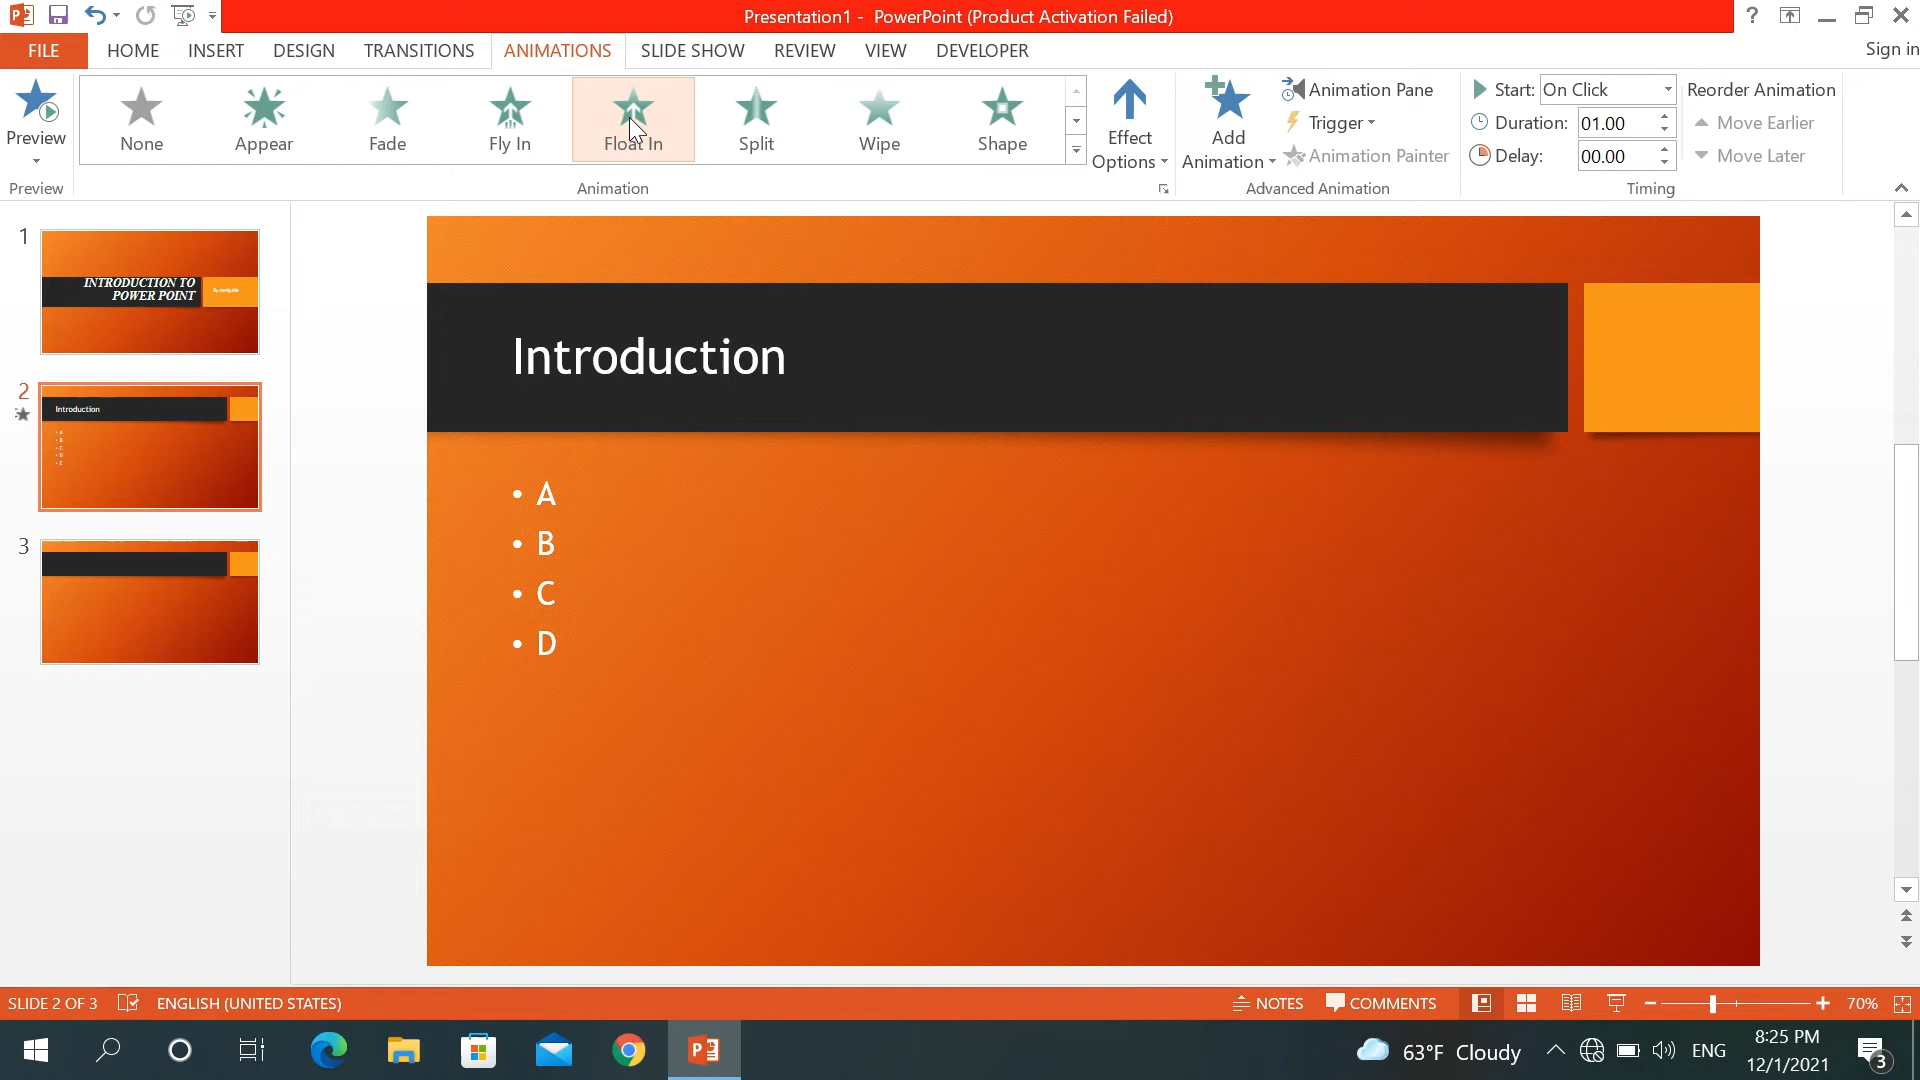 Presentation1 - PowerPoint (Product Activation Failed)
?
FILE HOME INSERT DESIGN TRANSITIONS ANIMATIONS SLIDE SHOW REVIEW VIEW DEVELOPER
Sign in
Preview
None Appear Fade Fly In Float In Split Wipe Shape
Effect
Options
Add
Animation
Animation Pane
Trigger
Animation Painter
Start: On Click
Duration: 01.00
Delay: 00.00
Reorder Animation
Move Earlier
Move Later
Preview Animation Advanced Animation Timing
1
INTRODUCTION TO
POWER POINT
2
Introduction
• A
• B
• C
• D
• E
3
Introduction
• A
• B
• C
• D
SLIDE 2 OF 3 ENGLISH (UNITED STATES) NOTES COMMENTS 70%
63°F Cloudy ENG
8:25 PM
12/1/2021
3